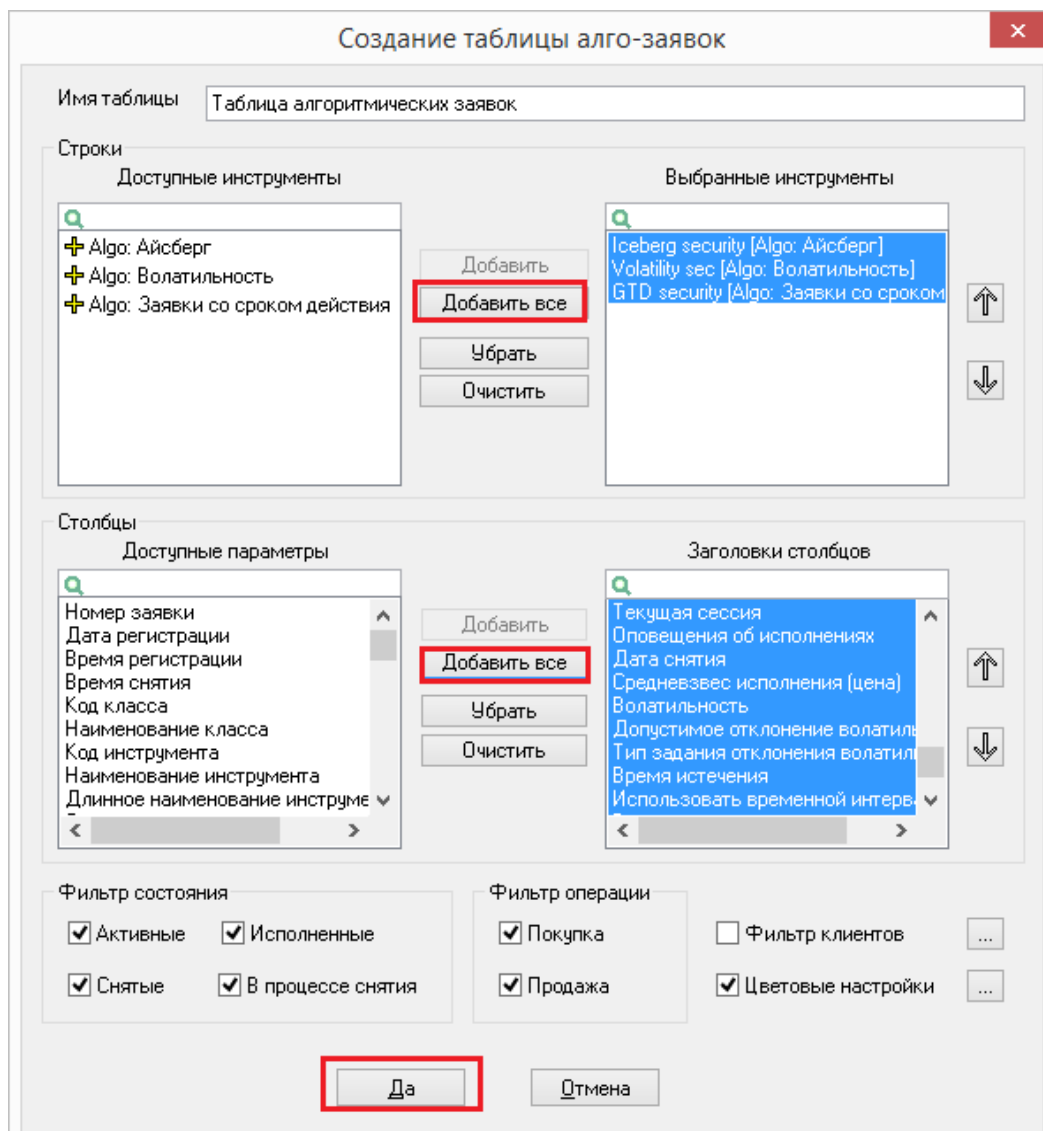 Создание таблицы алго-заявок
Имя таблицы
Таблица алгоритмических заявок
Строки
Доступные инструменты
Algo: Айсберг
Algo: Волатильность
Algo: Заявки со сроком действия
Добавить
Добавить все
Убрать
Очистить
Выбранные инструменты
Iceberg security [Algo: Айсберг]
Volatility sec [Algo: Волатильность]
GTD security [Algo: Заявки со сроком
Столбцы
Доступные параметры
Номер заявки
Дата регистрации
Время регистрации
Время снятия
Код класса
Наименование класса
Код инструмента
Наименование инструмента
Длинное наименование инструме
Добавить
Добавить все
Убрать
Очистить
Заголовки столбцов
Текущая сессия
Оповещения об исполнениях
Дата снятия
Средневзвес исполнения (цена)
Волатильность
Допустимое отклонение волатиль
Тип задания отклонения волатил
Время истечения
Использовать временной интерв
Фильтр состояния
Активные
Исполненные
Снятые
В процессе снятия
Фильтр операции
Покупка
Продажа
Фильтр клиентов
...
Цветовые настройки
...
Да
Отмена